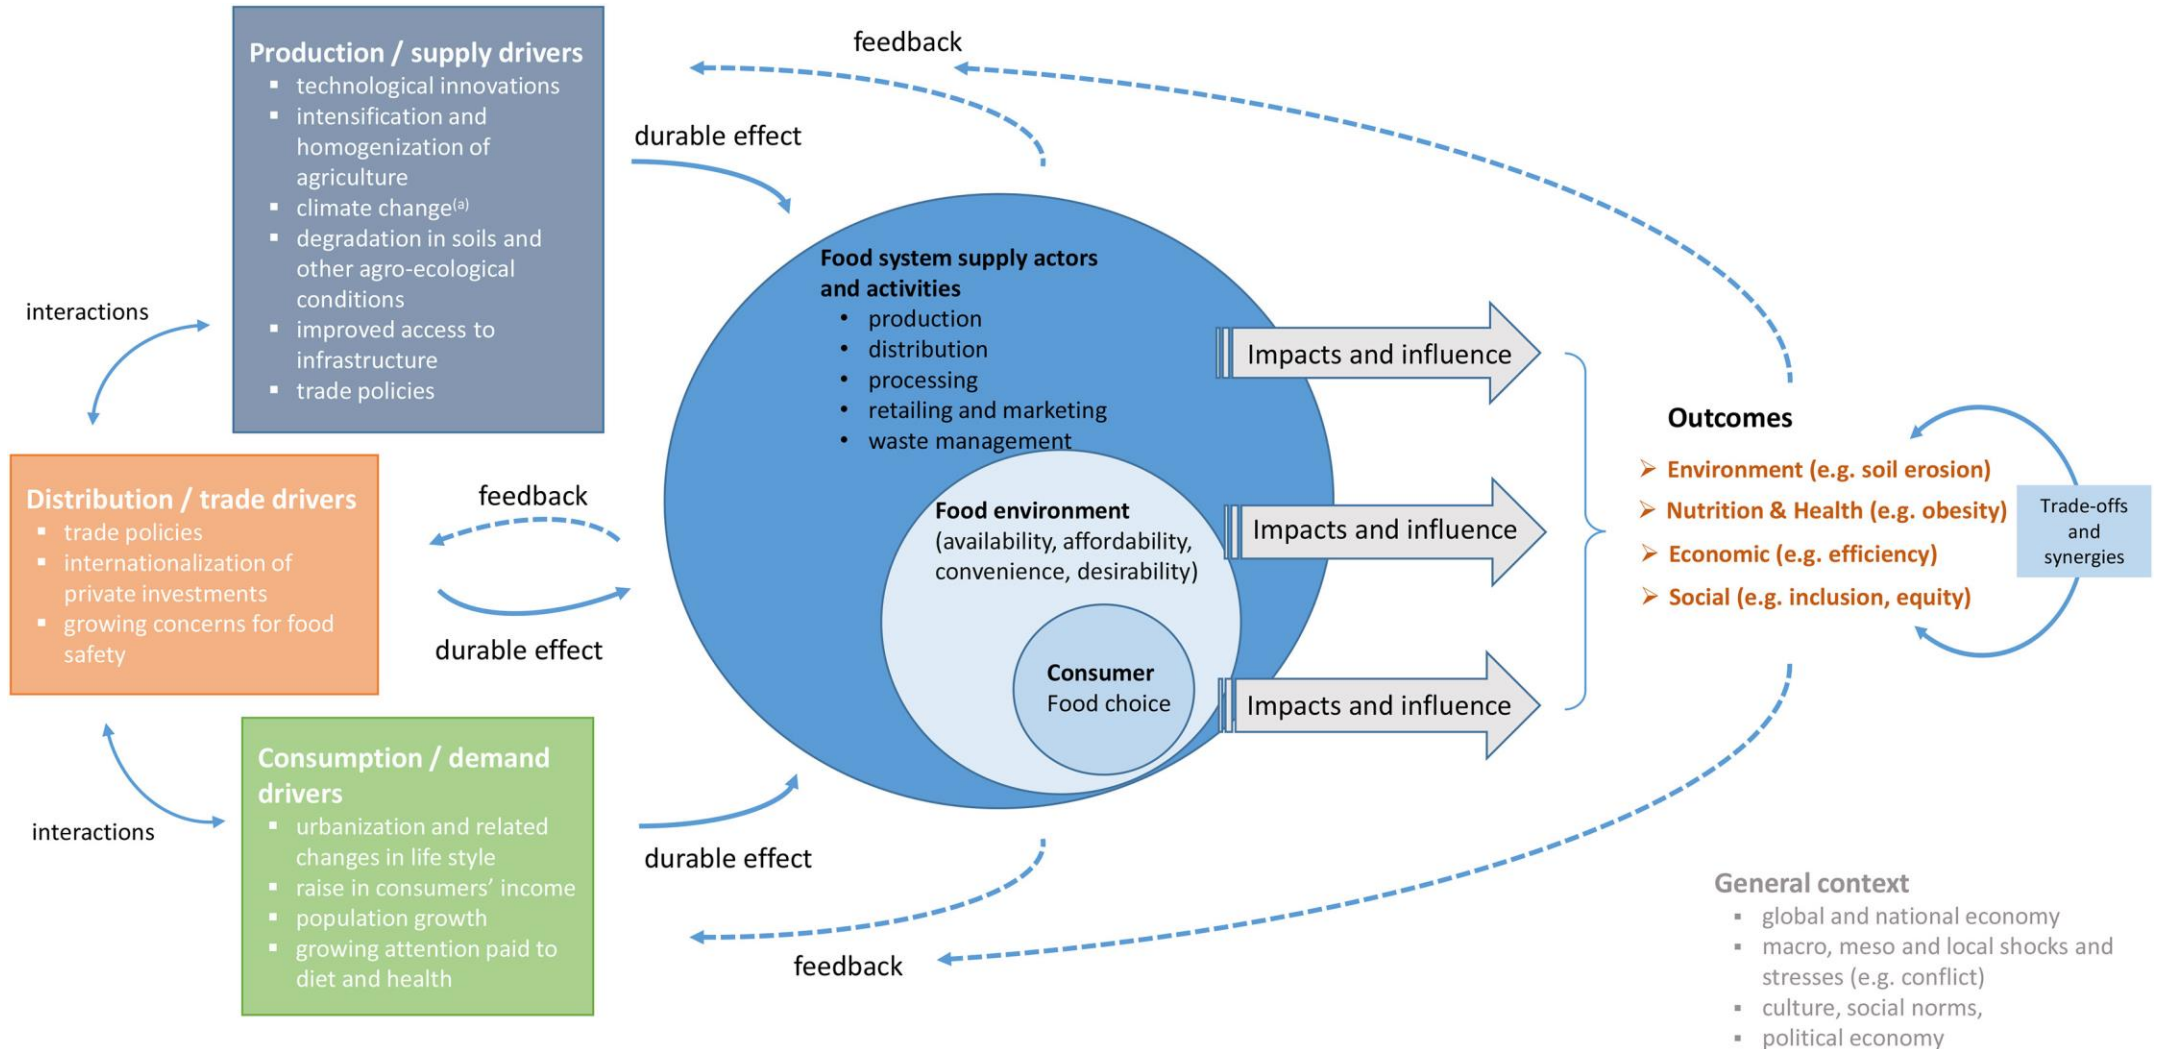 Production / supply drivers
▪ technological innovations
▪ intensification and
homogenization of
agriculture
▪ climate change(a)
▪ degradation in soils and
other agro-ecological
conditions
▪ improved access to
infrastructure
▪ trade policies
interactions
Distribution / trade drivers
▪ trade policies
▪ internationalization of
private investments
▪ growing concerns for food
safety
interactions
Consumption / demand
drivers
▪ urbanization and related
changes in life style
▪ raise in consumers’ income
▪ population growth
▪ growing attention paid to
diet and health
feedback
durable effect
feedback
durable effect
durable effect
feedback
Food system supply actors
and activities
• production
• distribution
• processing
• retailing and marketing
• waste management
Food environment
(availability, affordability,
convenience, desirability)
Consumer
Food choice
Impacts and influence
Impacts and influence
Impacts and influence
Outcomes
➢ Environment (e.g. soil erosion)
➢ Nutrition & Health (e.g. obesity)
➢ Economic (e.g. efficiency)
➢ Social (e.g. inclusion, equity)
Trade-offs
and
synergies
General context
▪ global and national economy
▪ macro, meso and local shocks and
stresses (e.g. conflict)
▪ culture, social norms,
▪ political economy